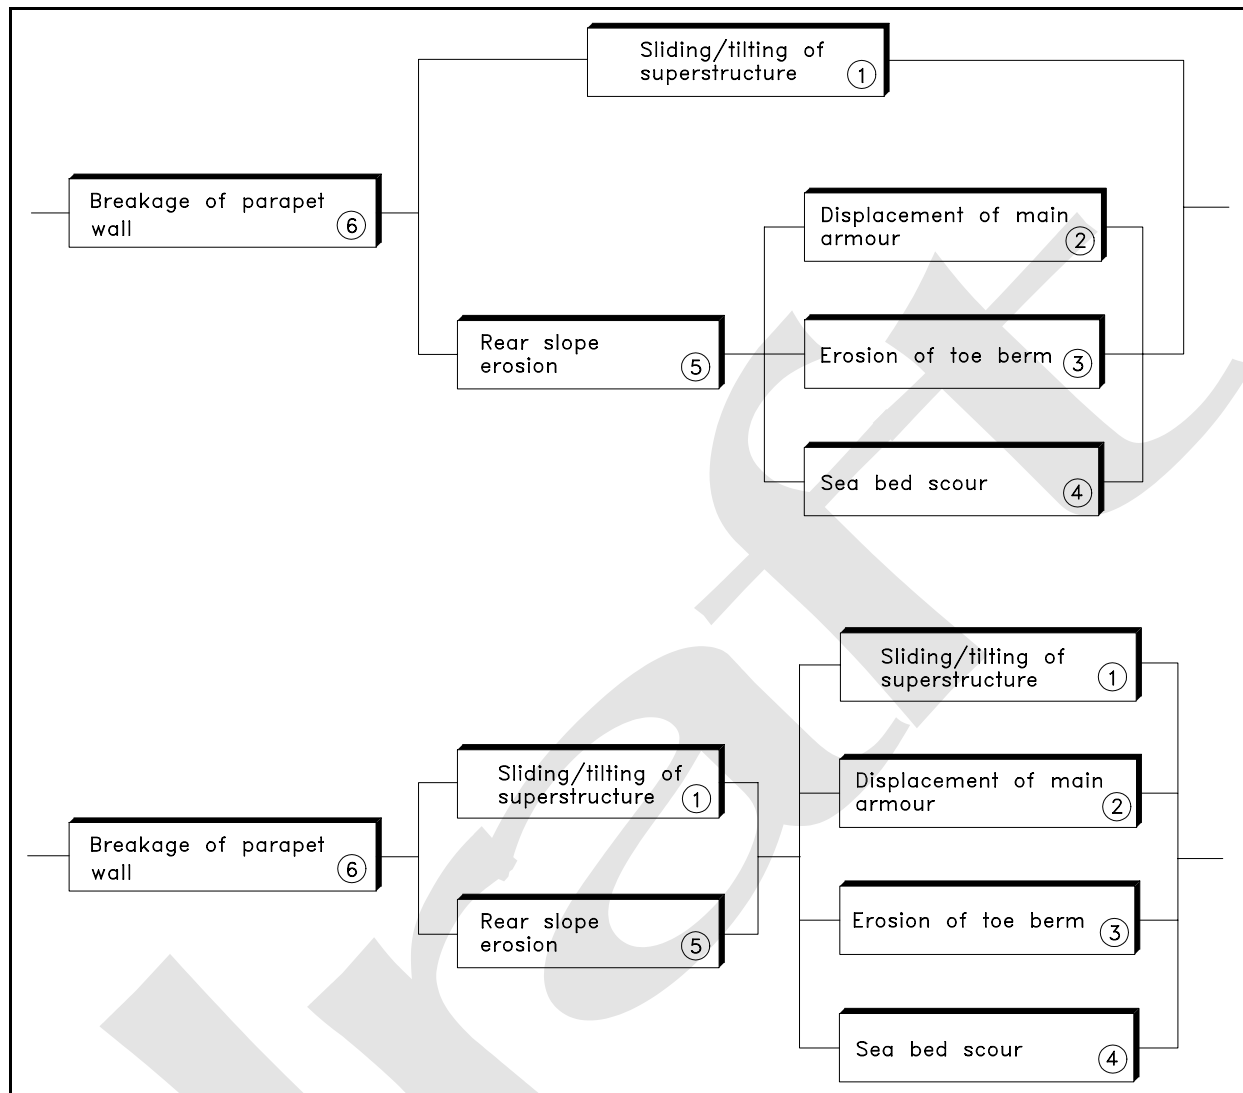 Sliding/tilting of
superstructure
1
Breakage of parapet
wall
6
Displacement of main
armour
2
Rear slope
erosion
5
Erosion of toe berm
3
Sea bed scour
4
Sliding/tilting of
superstructure
1
Sliding/tilting of
superstructure
1
Displacement of main
armour
2
Breakage of parapet
wall
6
Rear slope
erosion
5
Erosion of toe berm
3
Sea bed scour
4
raft